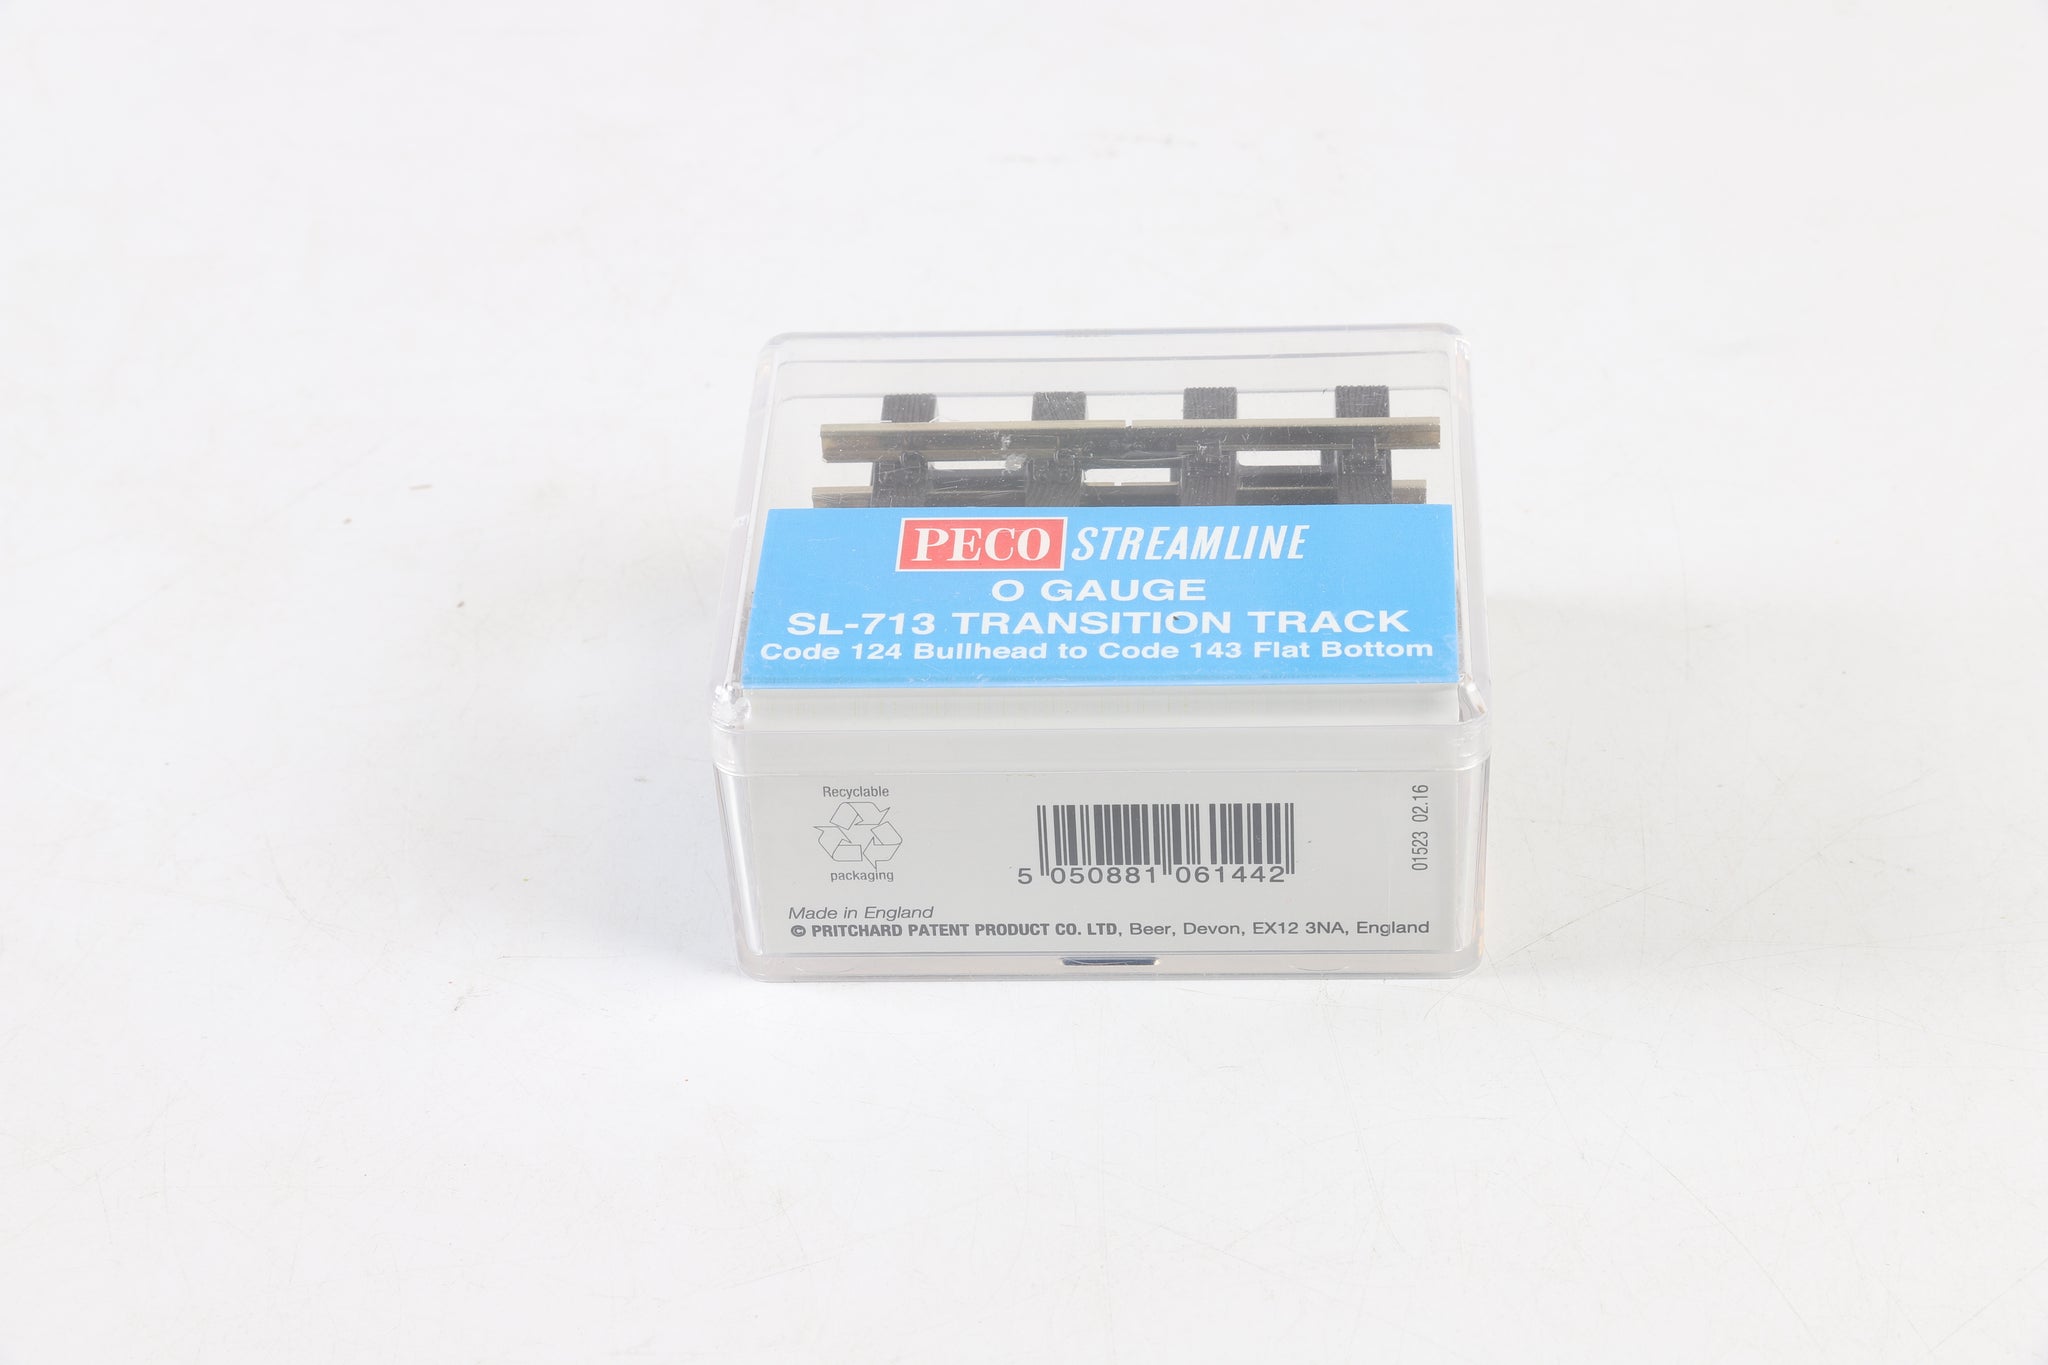 PECO STREAMLINE
O GAUGE
SL-713 TRANSITION TRACK
Code 124 Bullhead to Code 143 Flat Bottom
Recyclable
packaging
5 050881 061442
01523 02.16
Made in England
© PRITCHARD PATENT PRODUCT CO. LTD, Beer, Devon, EX12 3NA, England